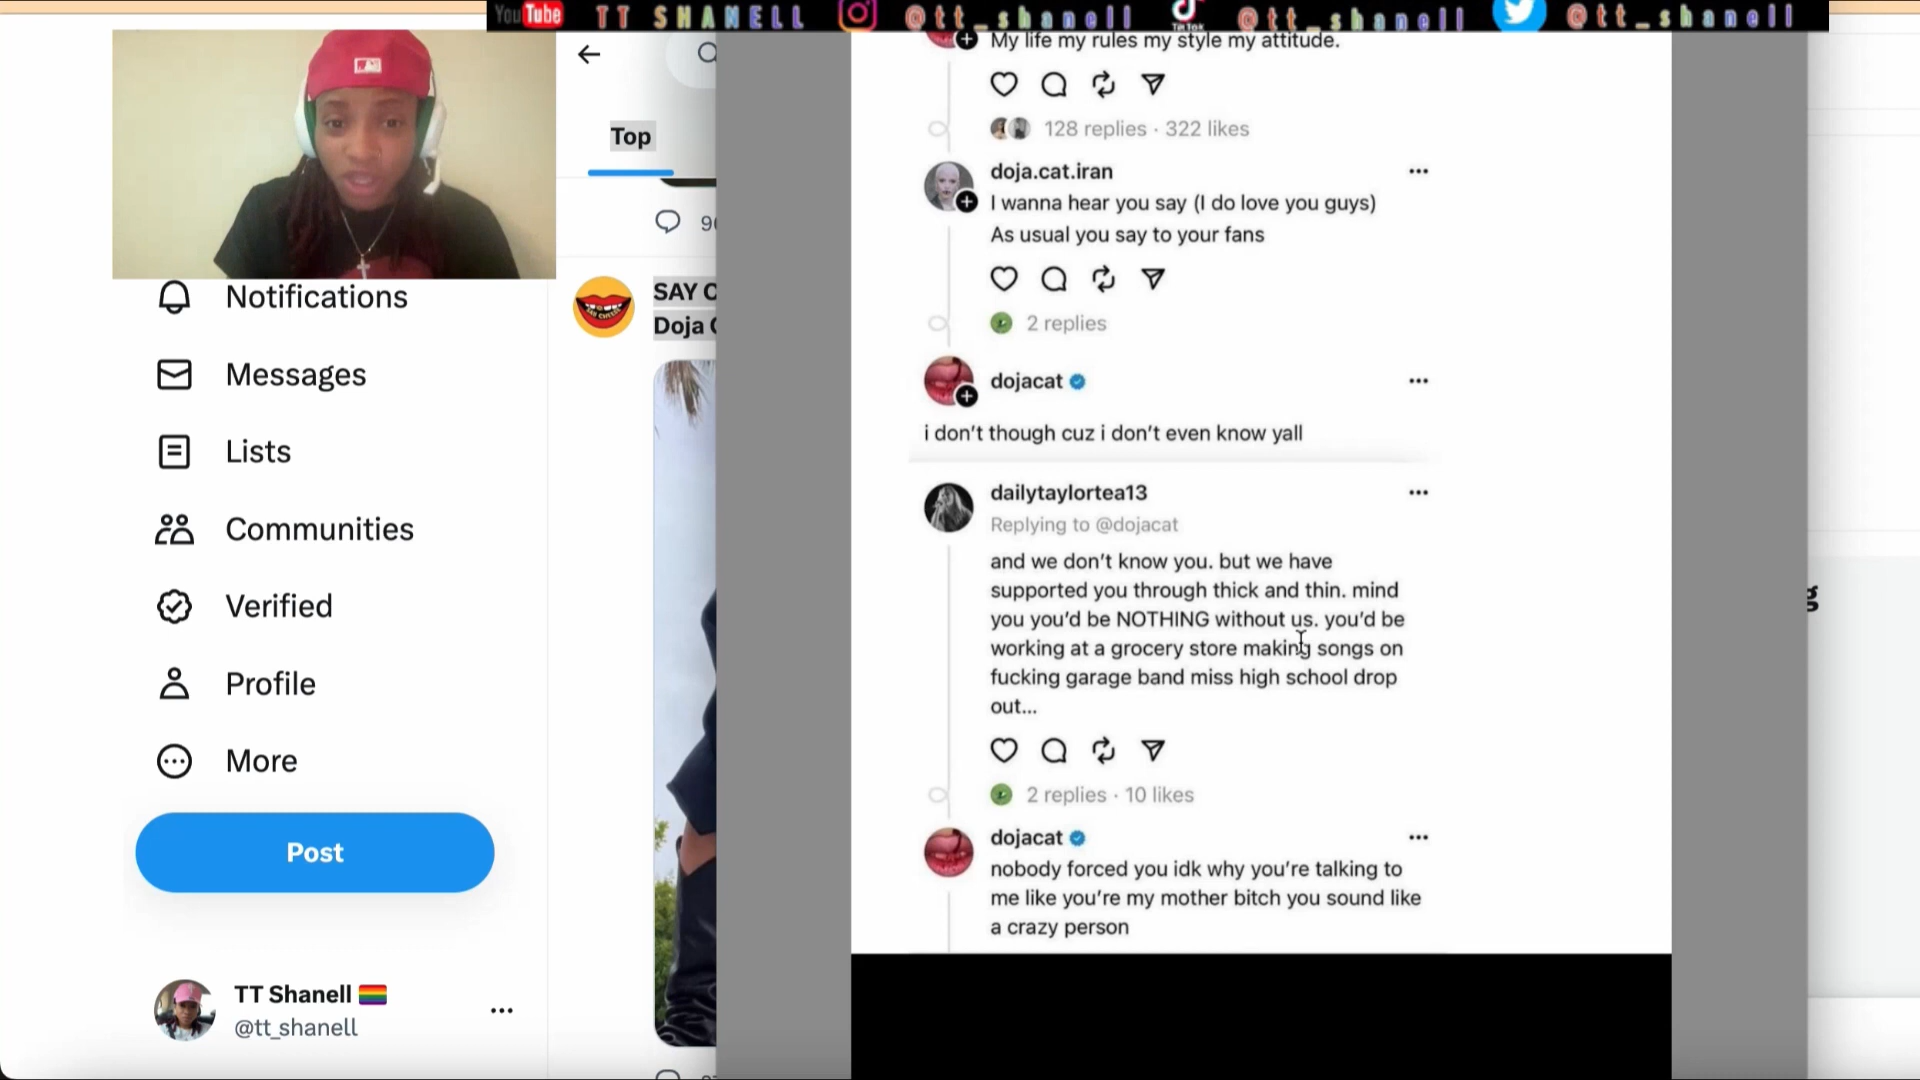 YouTube TT SHANELL @tt_shanell TikTok @tt_shanell @tt_shanell
My life my rules my style my attitude.
128 replies · 322 likes
Top
doja.cat.iran
I wanna hear you say (I do love you guys)
As usual you say to your fans
2 replies
Notifications
Messages
Lists
Communities
Verified
Profile
More
Post
TT Shanell
@tt_shanell
SAY C
Doja
dojacat
i don't though cuz i don't even know yall
dailytaylortea13
Replying to @dojacat
and we don't know you. but we have
supported you through thick and thin. mind
you you'd be NOTHING without us. you'd be
working at a grocery store making songs on
fucking garage band miss high school drop
out...
2 replies · 10 likes
dojacat
nobody forced you idk why you're talking to
me like you're my mother bitch you sound like
a crazy person